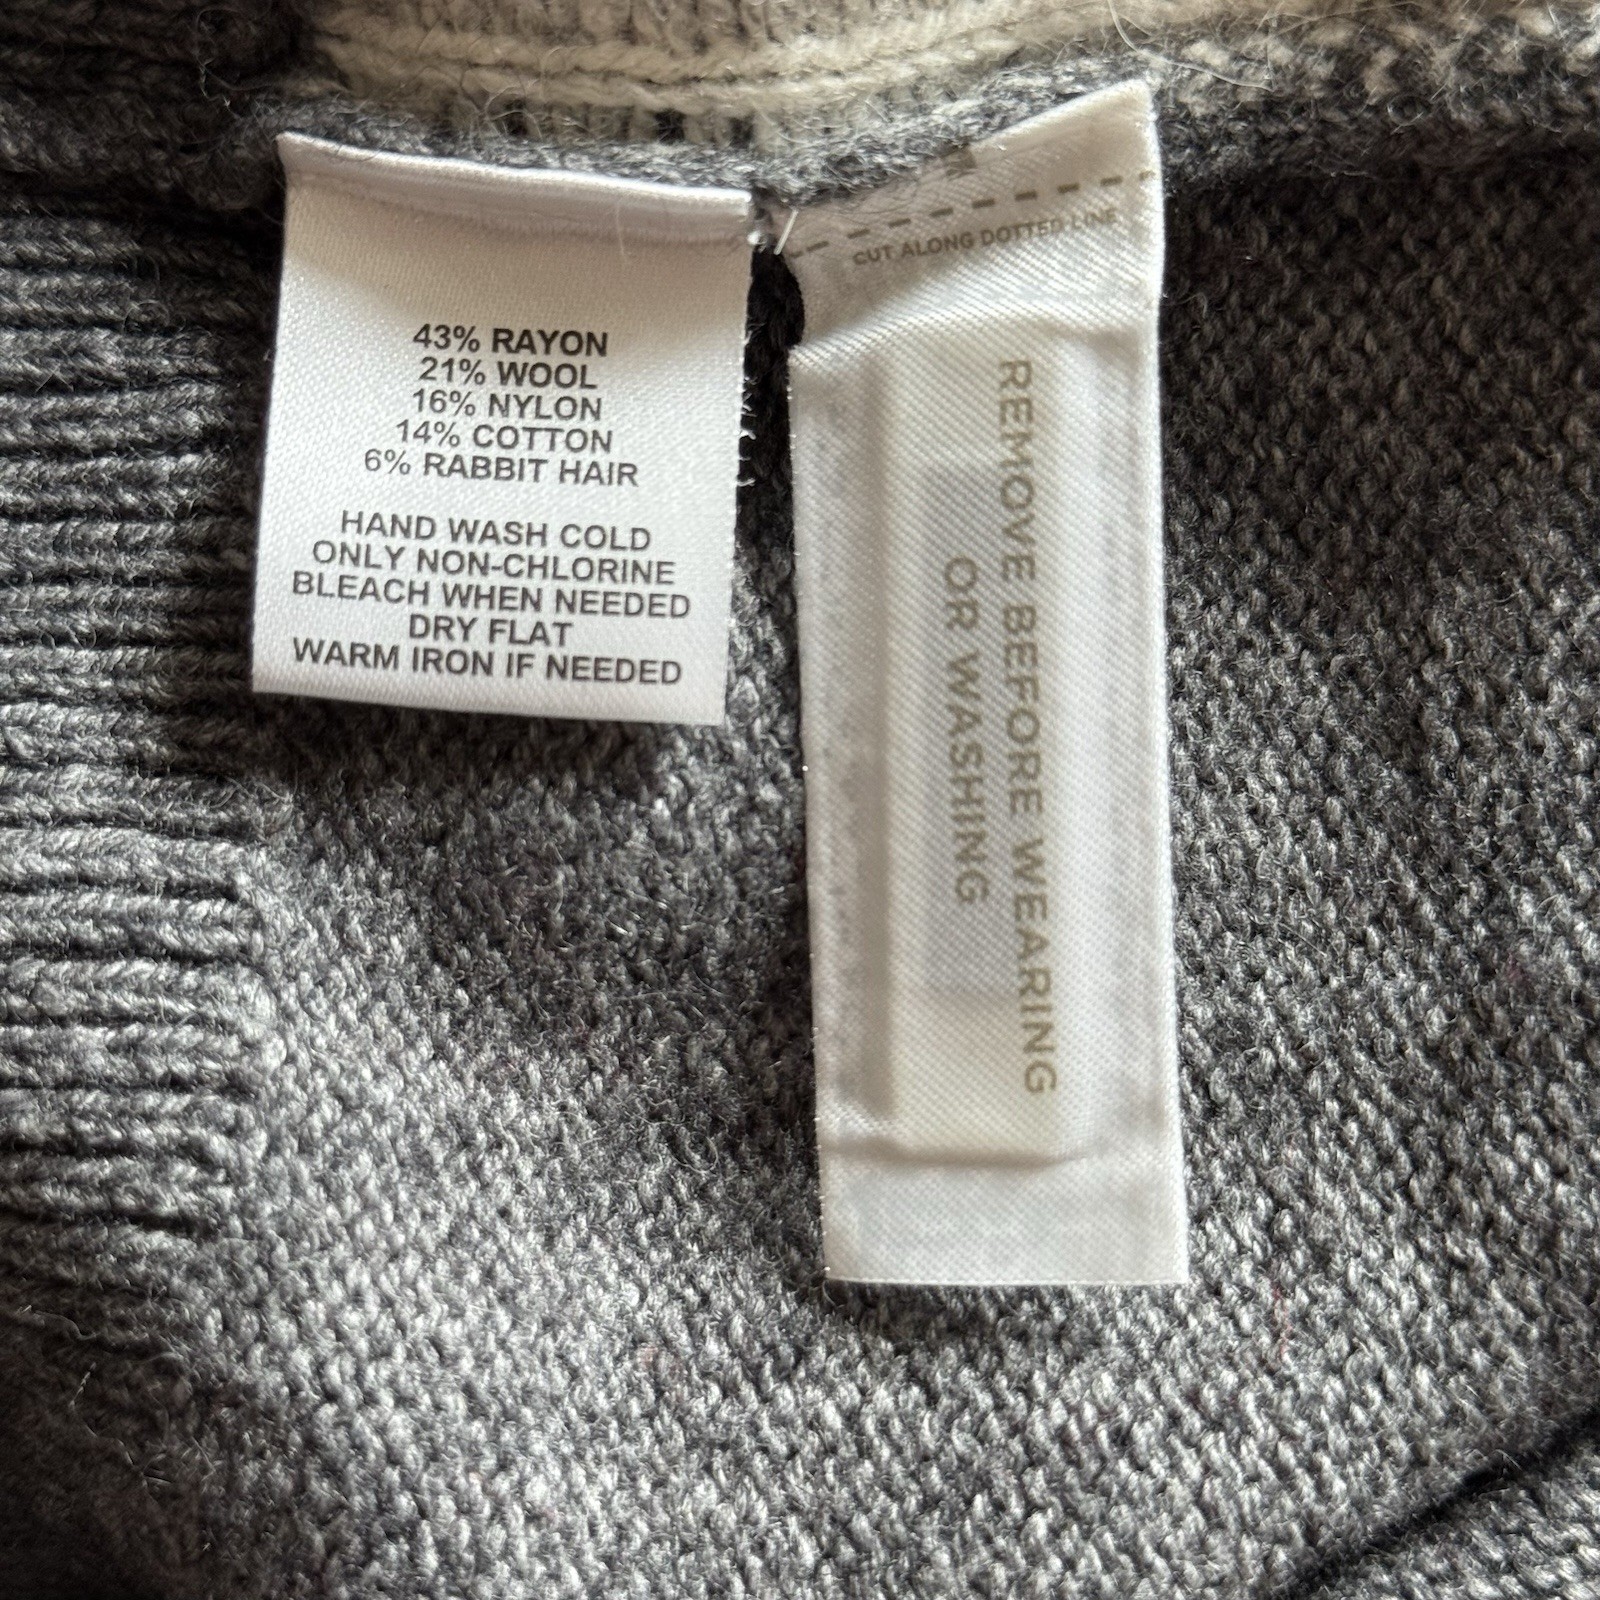 43% RAYON
21% WOOL
16% NYLON
14% COTTON
6% RABBIT HAIR
HAND WASH COLD
ONLY NON-CHLORINE
BLEACH WHEN NEEDED
DRY FLAT
WARM IRON IF NEEDED
CUT ALONG DOTTED LINE
REMOVE BEFORE WEARING
OR WASHING